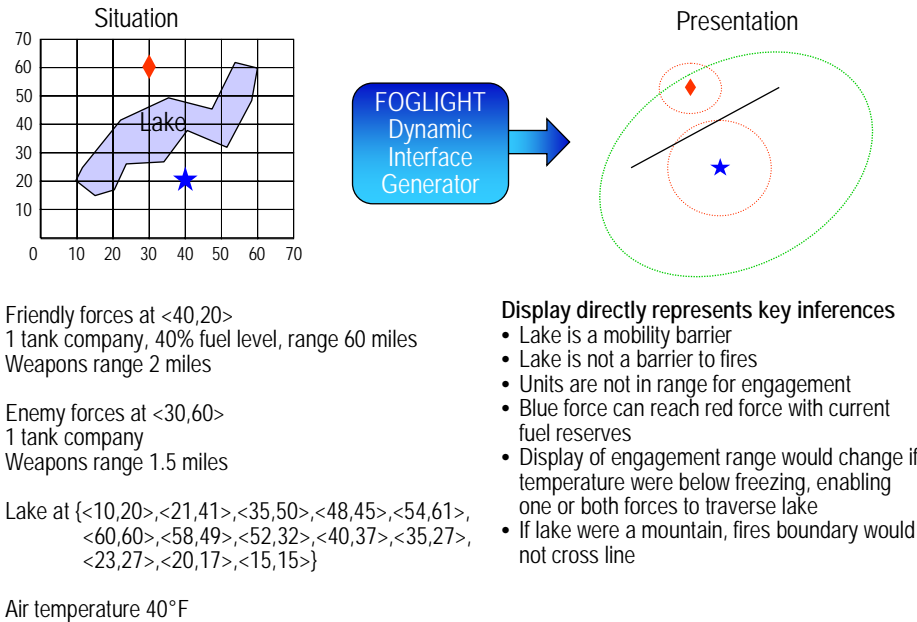 Situation
70
60
50
40
30
20
10
0 10 20 30 40 50 60 70
Lake
FOGLIGHT
Dynamic
Interface
Generator
Presentation
Friendly forces at <40,20>
1 tank company, 40% fuel level, range 60 miles
Weapons range 2 miles
Enemy forces at <30,60>
1 tank company
Weapons range 1.5 miles
Lake at {<10,20>,<21,41>,<35,50>,<48,45>,<54,61>,
<60,60>,<58,49>,<52,32>,<40,37>,<35,27>,
<23,27>,<20,17>,<15,15>}
Air temperature 40°F
Display directly represents key inferences
• Lake is a mobility barrier
• Lake is not a barrier to fires
• Units are not in range for engagement
• Blue force can reach red force with current
fuel reserves
• Display of engagement range would change if
temperature were below freezing, enabling
one or both forces to traverse lake
• If lake were a mountain, fires boundary would
not cross line